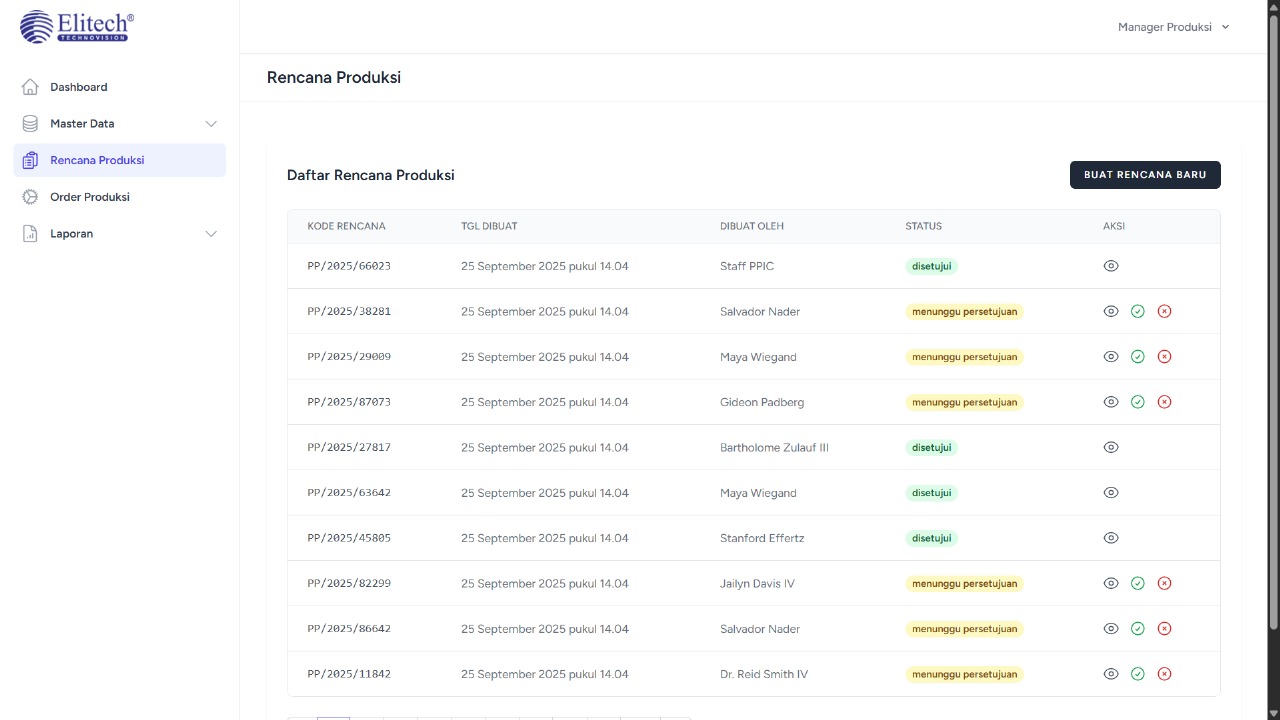 Elitech®
TECHNOVISION
Manager Produksi
Dashboard
Master Data
Rencana Produksi
Order Produksi
Laporan
Rencana Produksi
Daftar Rencana Produksi
BUAT RENCANA BARU
KODE RENCANA TGL DIBUAT DIBUAT OLEH STATUS AKSI
PP/2025/66023 25 September 2025 pukul 14.04 Staff PPIC disetujui
PP/2025/38281 25 September 2025 pukul 14.04 Salvador Nader menunggu persetujuan
PP/2025/29009 25 September 2025 pukul 14.04 Maya Wiegand menunggu persetujuan
PP/2025/87073 25 September 2025 pukul 14.04 Gideon Padberg menunggu persetujuan
PP/2025/27817 25 September 2025 pukul 14.04 Bartholome Zulauf III disetujui
PP/2025/63642 25 September 2025 pukul 14.04 Maya Wiegand disetujui
PP/2025/45805 25 September 2025 pukul 14.04 Stanford Effertz disetujui
PP/2025/82299 25 September 2025 pukul 14.04 Jailyn Davis IV menunggu persetujuan
PP/2025/86642 25 September 2025 pukul 14.04 Salvador Nader menunggu persetujuan
PP/2025/11842 25 September 2025 pukul 14.04 Dr. Reid Smith IV menunggu persetujuan